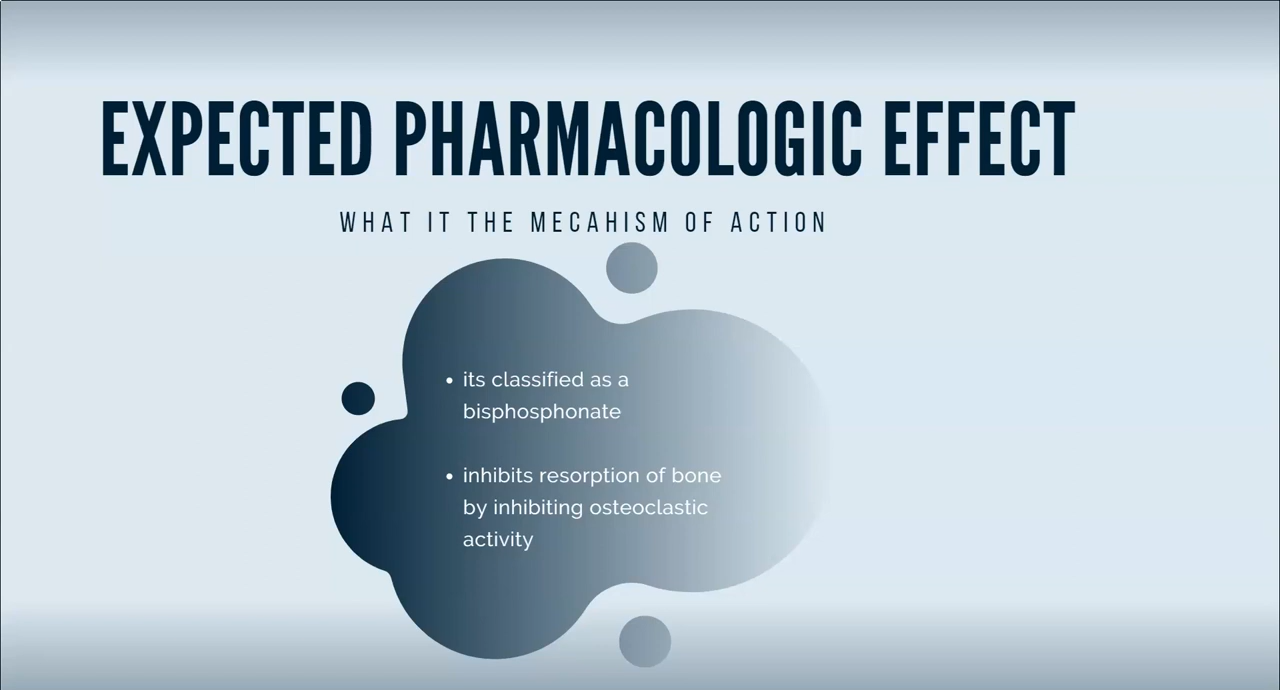 EXPECTED PHARMACOLOGIC EFFECT
WHAT IT THE MECAHISM OF ACTION
• its classified as a
bisphosphonate
• inhibits resorption of bone
by inhibiting osteoclastic
activity